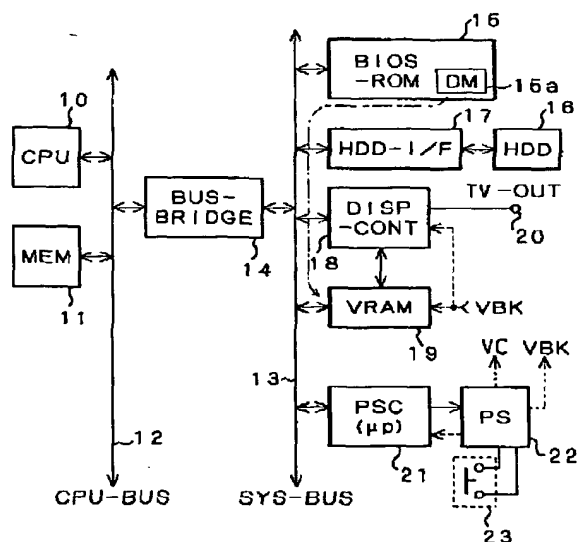 15
BIOS
-ROM
DM
15a
10
CPU
17
16
HDD-I/F
HDD
TV-OUT
BUS-
BRIDGE
14
DISP
-CONT
18
20
MEM
11
VRAM
19
VBK
13
VC
VBK
PSC
(μp)
21
PS
22
12
23
CPU-BUS
SYS-BUS